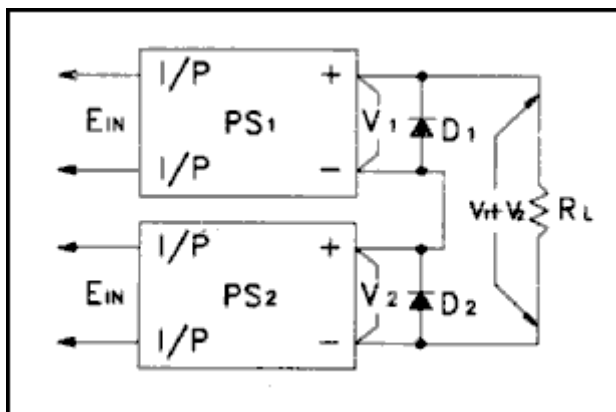 I/P +
EIN PS1 V1 D1
I/P −
V1+V2 RL
I/P +
EIN PS2 V2 D2
I/P −